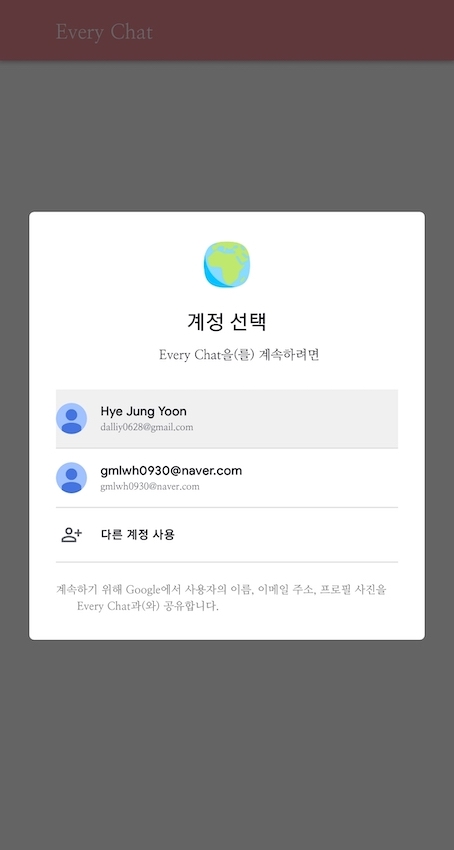 Every Chat
계정 선택
Every Chat을(를) 계속하려면
Hye Jung Yoon
dalliy0628@gmail.com
gmlwh0930@naver.com
gmlwh0930@naver.com
다른 계정 사용
계속하기 위해 Google에서 사용자의 이름, 이메일 주소, 프로필 사진을
Every Chat과(와) 공유합니다.